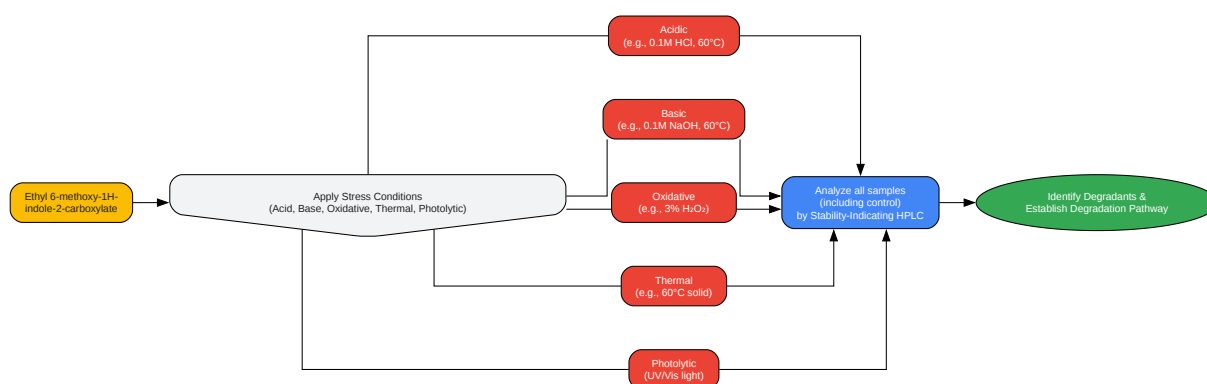 Acidic
(e.g., 0.1M HCl, 60°C)
Basic
(e.g., 0.1M NaOH, 60°C)
Ethyl 6-methoxy-1H-
indole-2-carboxylate
Apply Stress Conditions
(Acid, Base, Oxidative, Thermal, Photolytic)
Oxidative
(e.g., 3% H₂O₂)
Analyze all samples
(including control)
by Stability-Indicating HPLC
Identify Degradants &
Establish Degradation Pathway
Thermal
(e.g., 60°C solid)
Photolytic
(UV/Vis light)